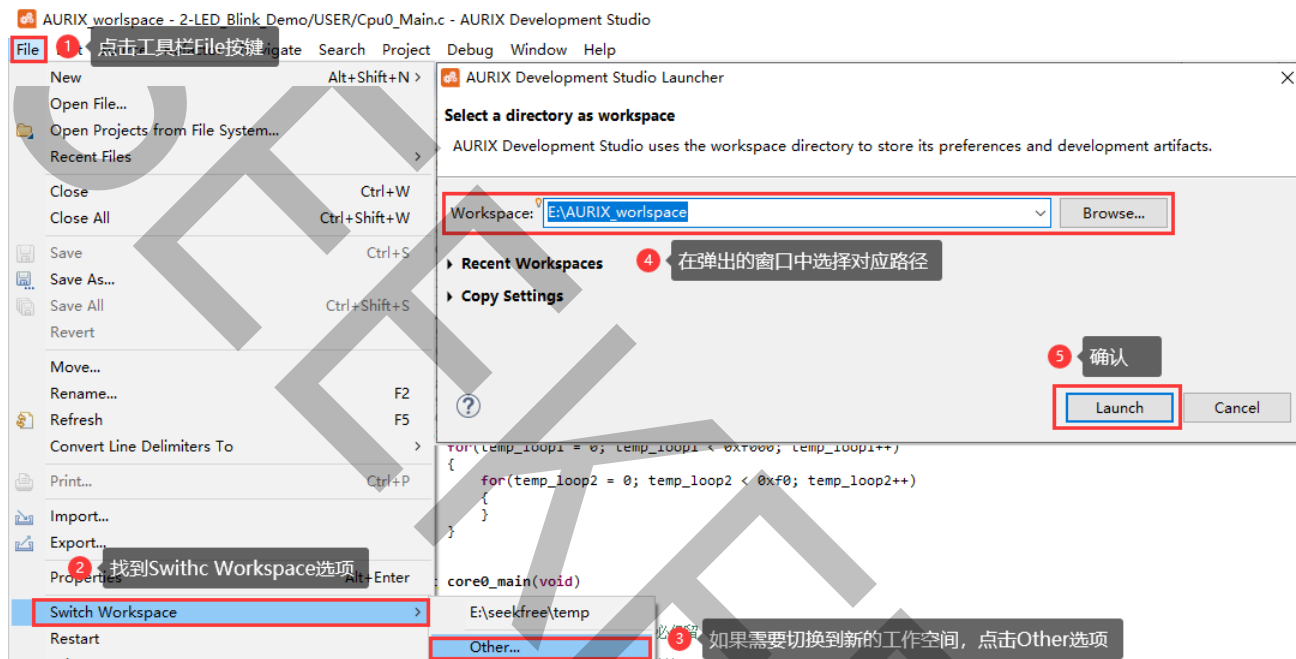 AURIX_worlspace - 2-LED_Blink_Demo/USER/Cpu0_Main.c - AURIX Development Studio
File 1 点击工具栏File按键 Search Project Debug Window Help
New Alt+Shift+N
Open File...
Open Projects from File System...
Recent Files
Close Ctrl+W
Close All Ctrl+Shift+W
Save Ctrl+S
Save As...
Save All Ctrl+Shift+S
Revert
Move...
Rename... F2
Refresh F5
Convert Line Delimiters To
Print... Ctrl+P
Import...
Export...
2 找到Swithc Workspace选项
Properties Alt+Enter
Switch Workspace
Restart
E:\seekfree\temp
Other...
3 如果需要切换到新的工作空间，点击Other选项
AURIX Development Studio Launcher
Select a directory as workspace
AURIX Development Studio uses the workspace directory to store its preferences and development artifacts.
Workspace: E:\AURIX_worlspace Browse...
4 在弹出的窗口中选择对应路径
Recent Workspaces
Copy Settings
5 确认
Launch Cancel
for(temp_loop1 = 0; temp_loop1 < 0xf000; temp_loop1++)
{
for(temp_loop2 = 0; temp_loop2 < 0xf0; temp_loop2++)
{
}
}
core0_main(void)
SEEKFREE